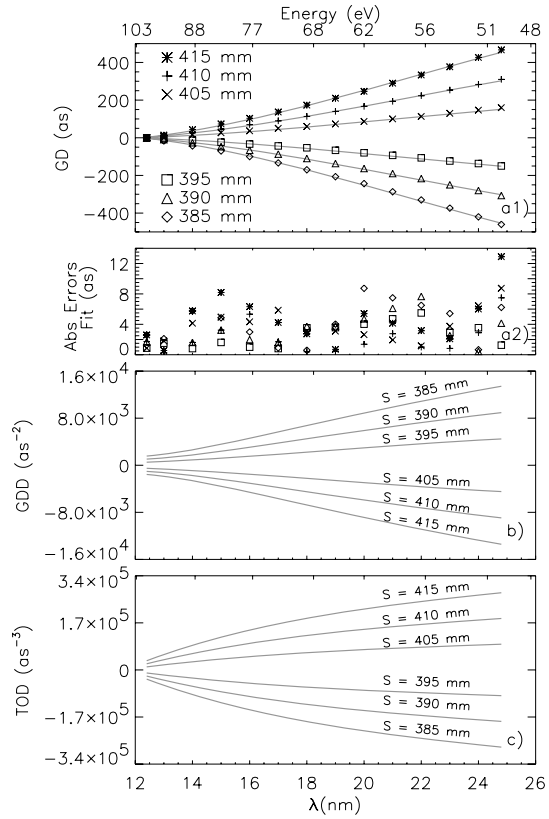 Energy (eV)
103 88 77 68 62 56 51 48
GD (as)
400
200
0
−200
−400
415 mm
410 mm
405 mm
395 mm
390 mm
385 mm
a1)
Abs Errors
Fit (as)
12
8
4
0
a2)
GDD (as⁻²)
1.6×10⁴
8.0×10³
0
−8.0×10³
−1.6×10⁴
S = 385 mm
S = 390 mm
S = 395 mm
S = 405 mm
S = 410 mm
S = 415 mm
b)
TOD (as⁻³)
3.4×10⁵
1.7×10⁵
0
−1.7×10⁵
−3.4×10⁵
S = 415 mm
S = 410 mm
S = 405 mm
S = 395 mm
S = 390 mm
S = 385 mm
c)
12 14 16 18 20 22 24 26
λ(nm)